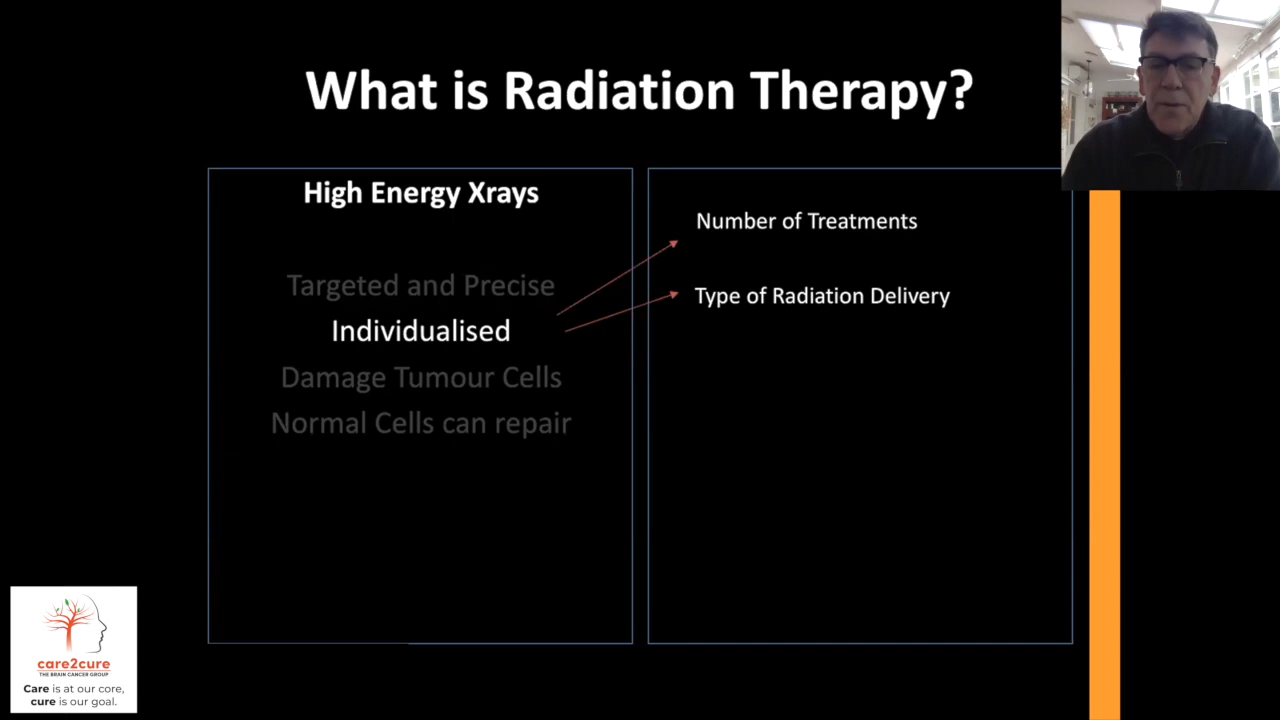 What is Radiation Therapy?
High Energy Xrays
Targeted and Precise
Individualised
Damage Tumour Cells
Normal Cells can repair
Number of Treatments
Type of Radiation Delivery
care2cure
THE BRAIN CANCER GROUP
Care is at our core,
cure is our goal.